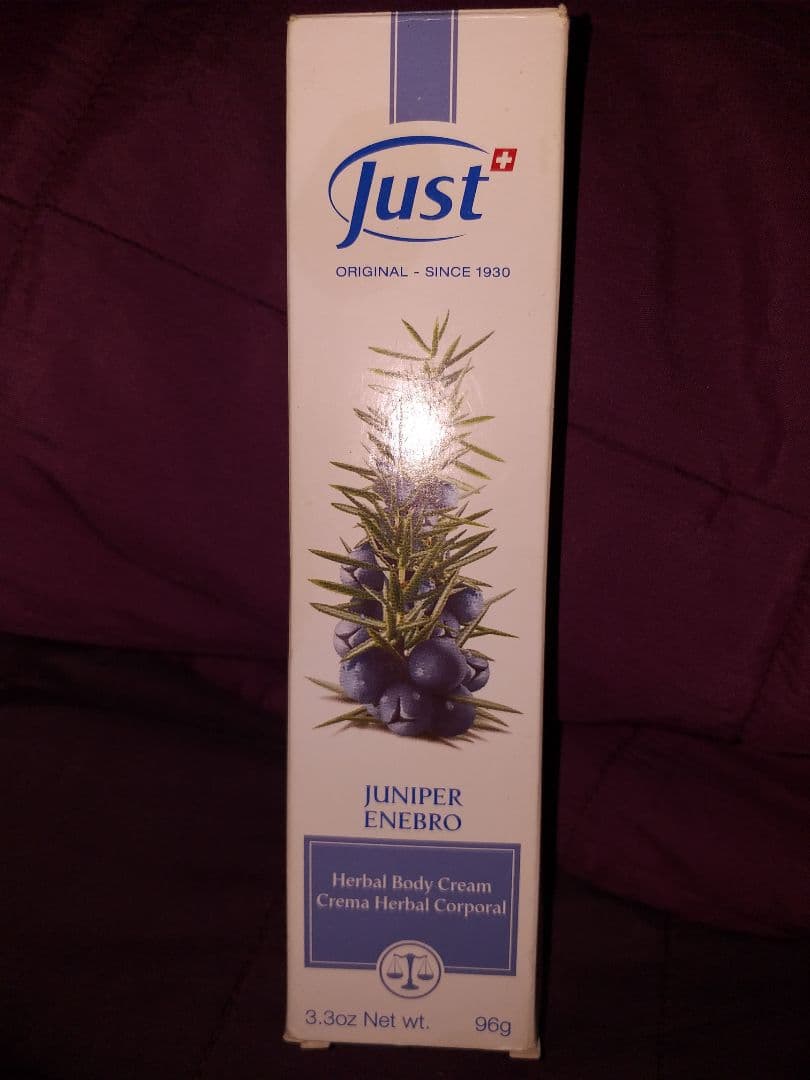 Just
ORIGINAL - SINCE 1930
JUNIPER
ENEBRO
Herbal Body Cream
Crema Herbal Corporal
3.3oz Net wt. 96g